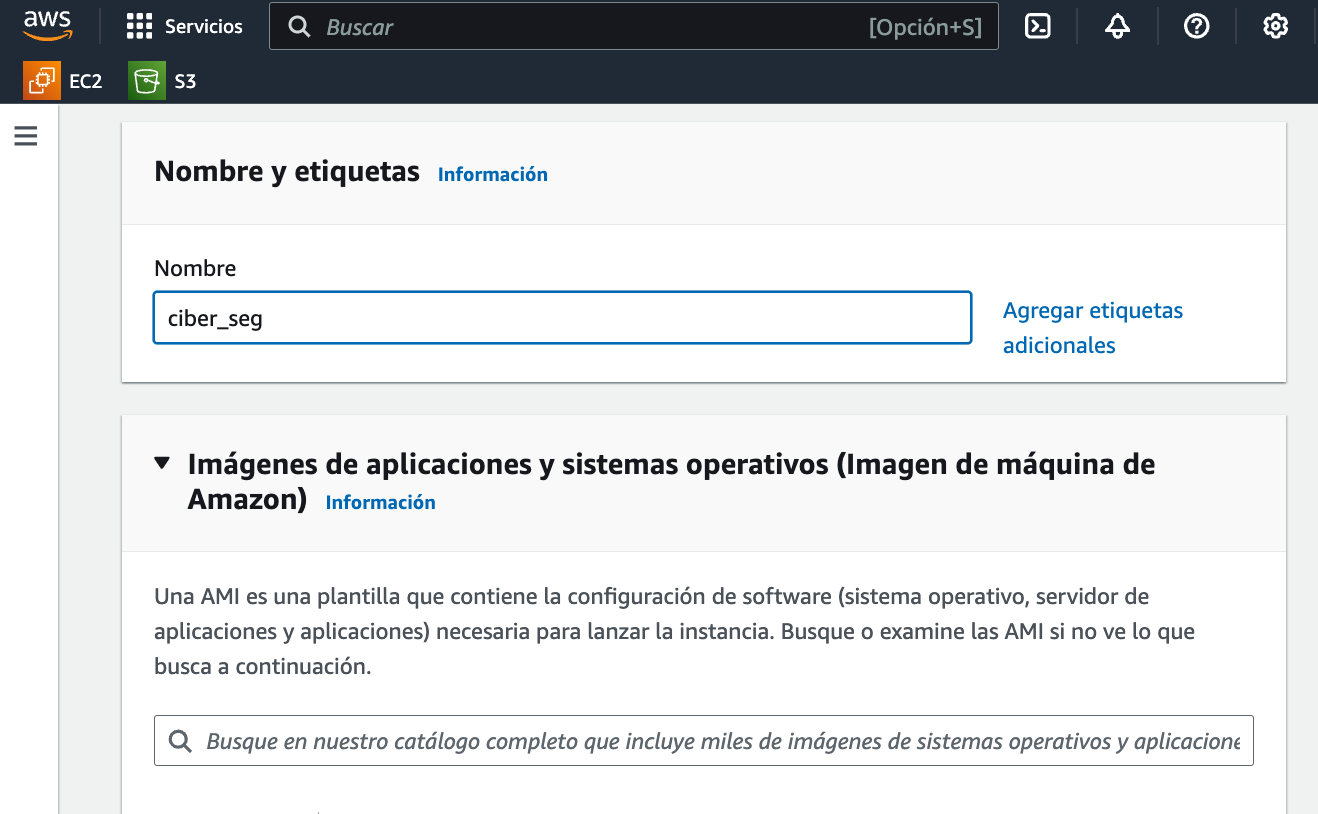 aws
Servicios
Buscar
[Opción+S]
EC2
S3
Nombre y etiquetas Información
Nombre
ciber_seg
Agregar etiquetas
adicionales
Imágenes de aplicaciones y sistemas operativos (Imagen de máquina de
Amazon) Información
Una AMI es una plantilla que contiene la configuración de software (sistema operativo, servidor de
aplicaciones y aplicaciones) necesaria para lanzar la instancia. Busque o examine las AMI si no ve lo que
busca a continuación.
Busque en nuestro catálogo completo que incluye miles de imágenes de sistemas operativos y aplicacione